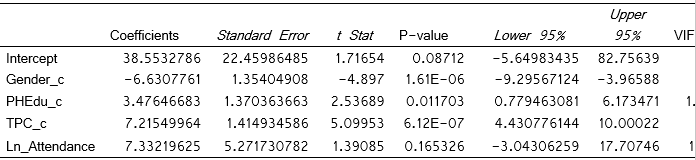 Upper
Coefficients Standard Error t Stat P-value Lower 95% 95% VIF
Intercept 38.5532786 22.45986485 1.71654 0.08712 -5.64983435 82.75639
Gender_c -6.6307761 1.35404908 -4.897 1.61E-06 -9.29567124 -3.96588
PHEdu_c 3.47646683 1.370363663 2.53689 0.011703 0.779463081 6.173471 1.
TPC_c 7.21549964 1.414934586 5.09953 6.12E-07 4.430776144 10.00022
Ln_Attendance 7.33219625 5.271730782 1.39085 0.165326 -3.04306259 17.70746 1